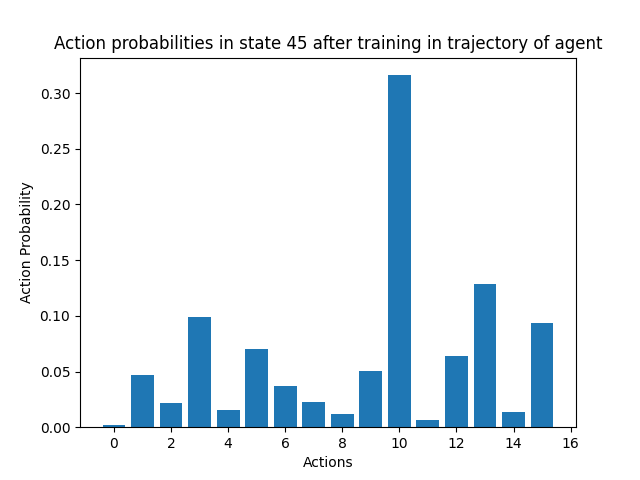 Action probabilities in state 45 after training in trajectory of agent
0.30
0.25
0.20
0.15
0.10
0.05
0.00
Action Probability
0 2 4 6 8 10 12 14 16
Actions